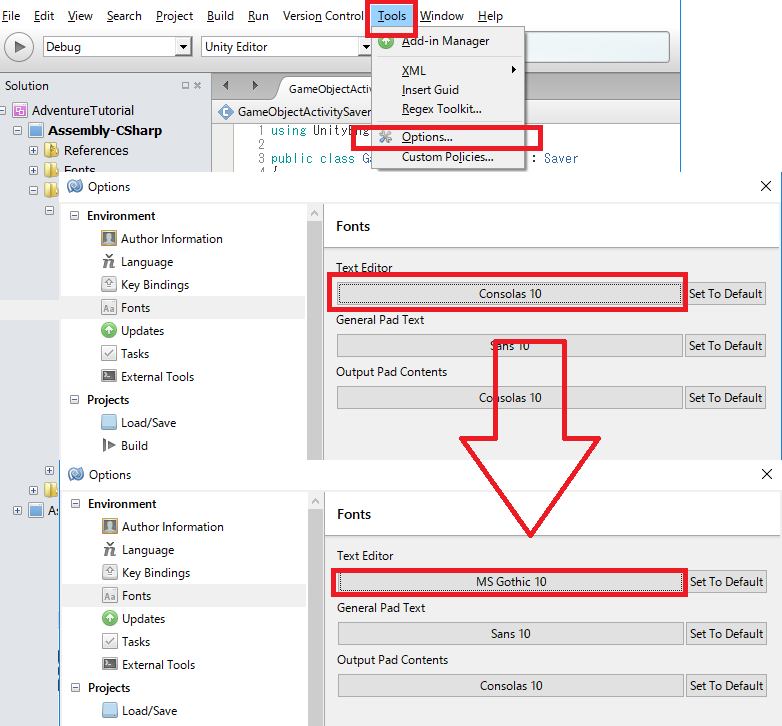 File Edit View Search Project Build Run Version Control Tools Window Help
Debug Unity Editor
Add-in Manager
XML
Insert Guid
Regex Toolkit...
Options...
Custom Policies...
Solution
AdventureTutorial
Assembly-CSharp
References
Fonts
GameObjectActivi
GameObjectActivitySaver
1 using UnityEng
2
3 public class Ga : Saver
4 {
Options
Environment
Author Information
Language
Key Bindings
Fonts
Updates
Tasks
External Tools
Projects
Load/Save
Build
Fonts
Text Editor
Consolas 10 Set To Default
General Pad Text
Sans 10 Set To Default
Output Pad Contents
Consolas 10 Set To Default
As
Options
Environment
Author Information
Language
Key Bindings
Fonts
Updates
Tasks
External Tools
Projects
Load/Save
Fonts
Text Editor
MS Gothic 10 Set To Default
General Pad Text
Sans 10 Set To Default
Output Pad Contents
Consolas 10 Set To Default